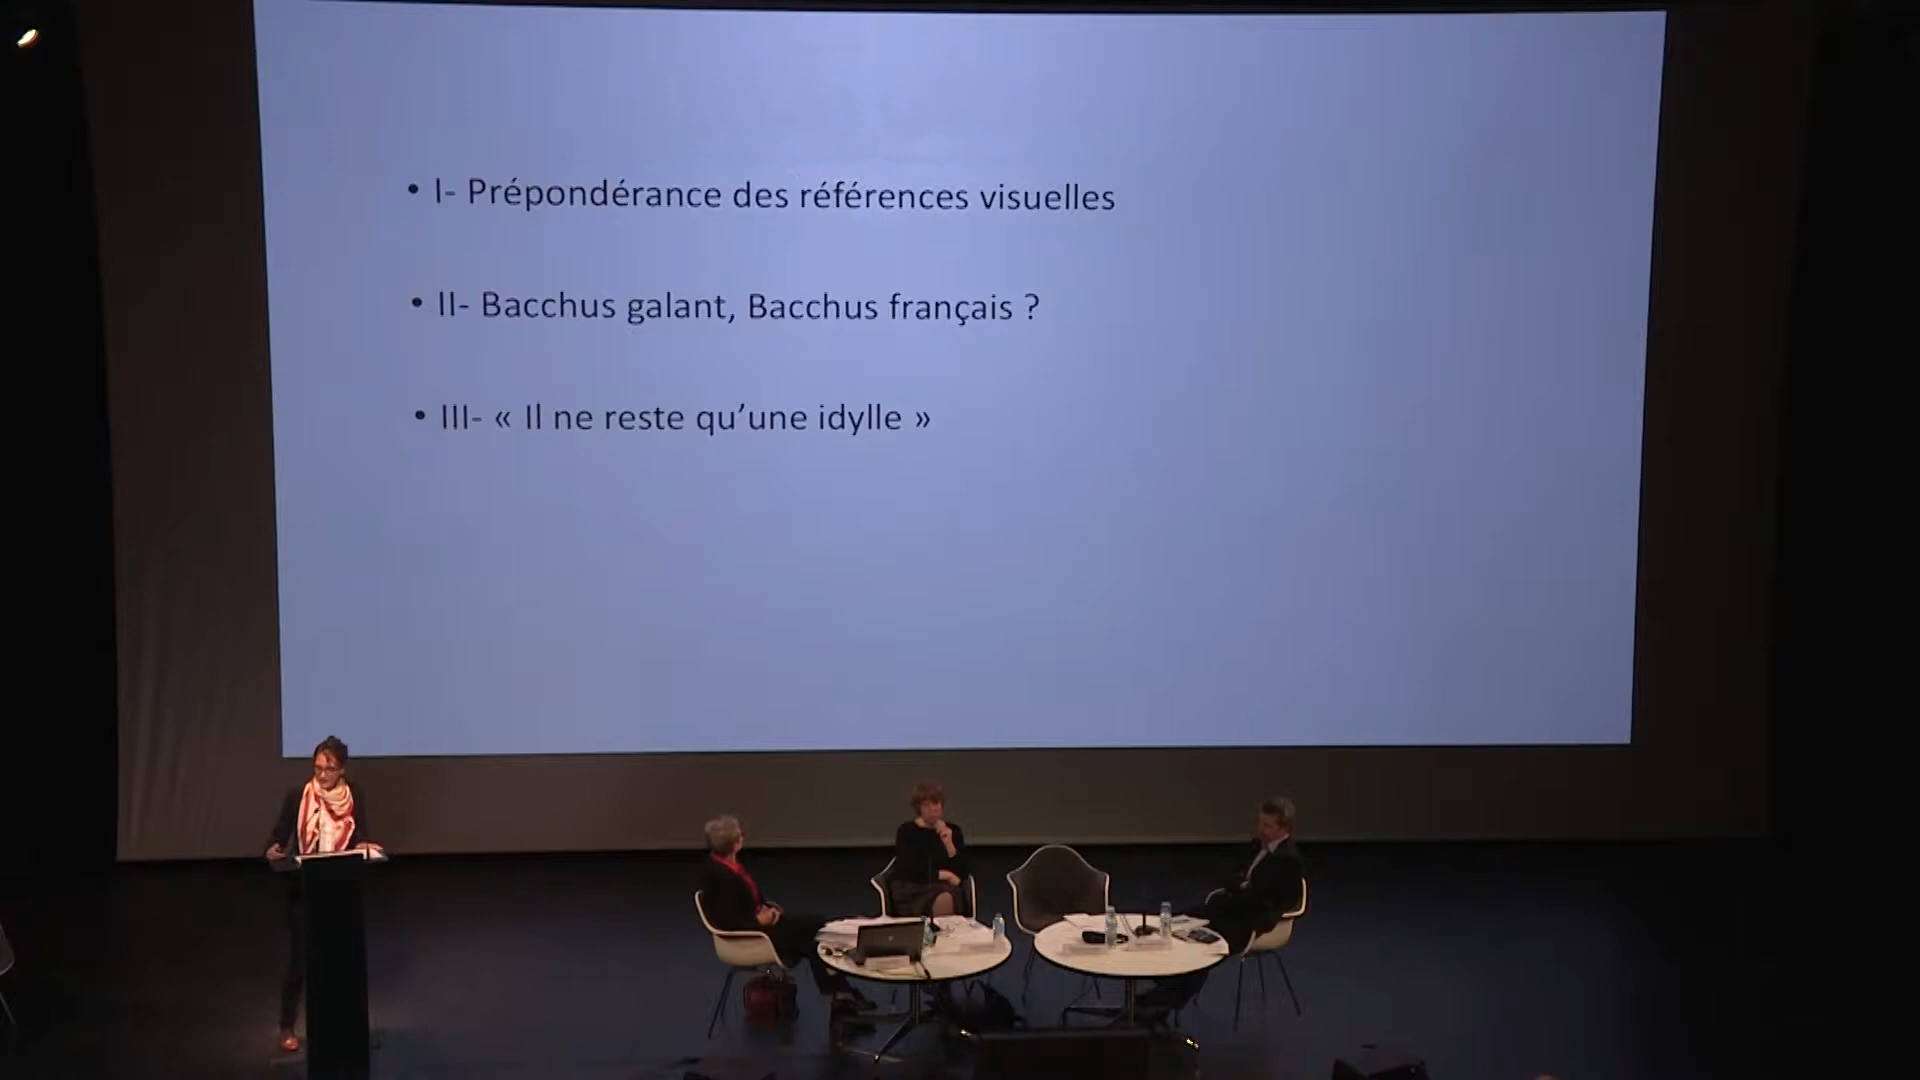 • I- Prépondérance des références visuelles
• II- Bacchus galant, Bacchus français ?
• III- « Il ne reste qu’une idylle »